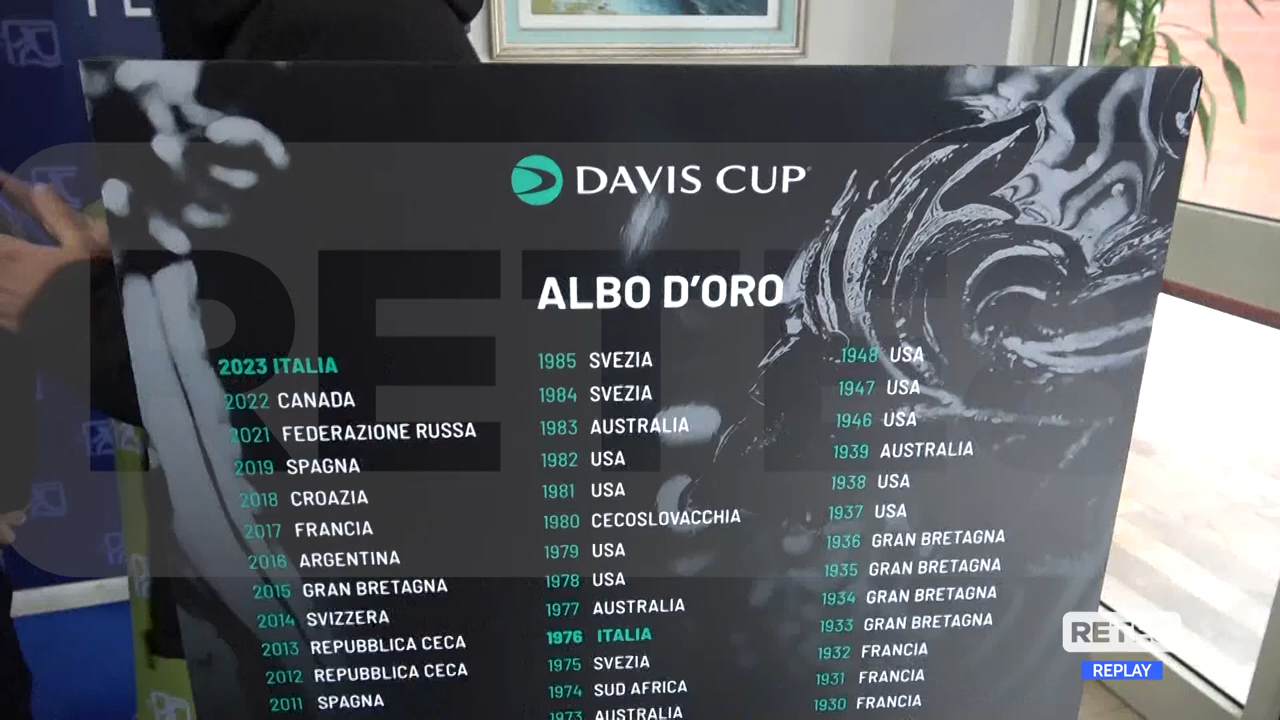 DAVIS CUP
ALBO D'ORO
2023 ITALIA
2022 CANADA
2021 FEDERAZIONE RUSSA
2019 SPAGNA
2018 CROAZIA
2017 FRANCIA
2016 ARGENTINA
2015 GRAN BRETAGNA
2014 SVIZZERA
2013 REPUBBLICA CECA
2012 REPUBBLICA CECA
2011 SPAGNA
1985 SVEZIA
1984 SVEZIA
1983 AUSTRALIA
1982 USA
1981 USA
1980 CECOSLOVACCHIA
1979 USA
1978 USA
1977 AUSTRALIA
1976 ITALIA
1975 SVEZIA
1974 SUD AFRICA
1973 AUSTRALIA
1948 USA
1947 USA
1946 USA
1939 AUSTRALIA
1938 USA
1937 USA
1936 GRAN BRETAGNA
1935 GRAN BRETAGNA
1934 GRAN BRETAGNA
1933 GRAN BRETAGNA
1932 FRANCIA
1931 FRANCIA
1930 FRANCIA
REPLAY